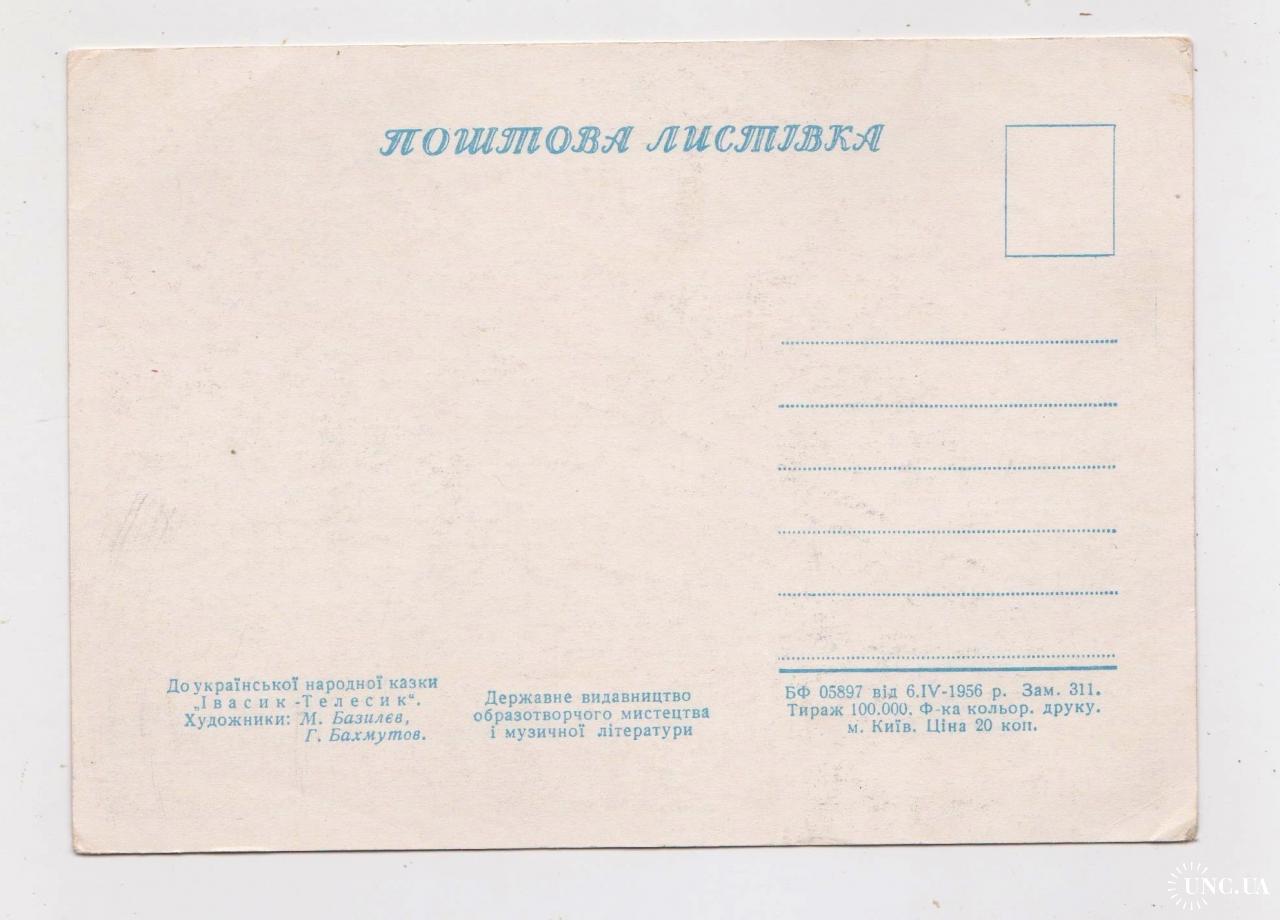 ПОШТОВА ЛИСТІВКА
До української народної казки
„Івасик-Телесик“.
Художники: М. Базилєв,
Г. Бахмутов.
Державне видавництво
образотворчого мистецтва
і музичної літератури
БФ 05897 від 6.IV-1956 р. Зам. 311.
Тираж 100.000. Ф-ка кольор. друку.
м. Київ. Ціна 20 коп.
UNC.UA